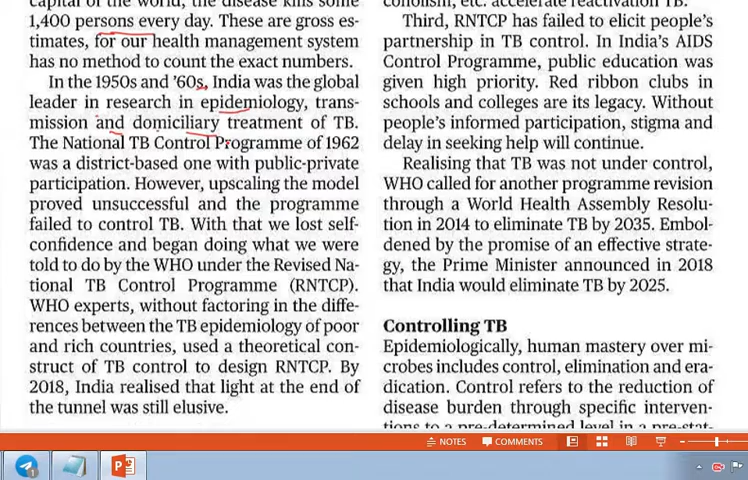 capital of the world, the disease kills some
1,400 persons every day. These are gross es-
timates, for our health management system
has no method to count the exact numbers.
In the 1950s and '60s, India was the global
leader in research in epidemiology, trans-
mission and domiciliary treatment of TB.
The National TB Control Programme of 1962
was a district-based one with public-private
participation. However, upscaling the model
proved unsuccessful and the programme
failed to control TB. With that we lost self-
confidence and began doing what we were
told to do by the WHO under the Revised Na-
tional TB Control Programme (RNTCP).
WHO experts, without factoring in the diffe-
rences between the TB epidemiology of poor
and rich countries, used a theoretical con-
struct of TB control to design RNTCP. By
2018, India realised that light at the end of
the tunnel was still elusive.
etc. accelerate reactivation TB.
Third, RNTCP has failed to elicit people's
partnership in TB control. In India's AIDS
Control Programme, public education was
given high priority. Red ribbon clubs in
schools and colleges are its legacy. Without
people's informed participation, stigma and
delay in seeking help will continue.
Realising that TB was not under control,
WHO called for another programme revision
through a World Health Assembly Resolu-
tion in 2014 to eliminate TB by 2035. Embol-
dened by the promise of an effective strate-
gy, the Prime Minister announced in 2018
that India would eliminate TB by 2025.
Controlling TB
Epidemiologically, human mastery over mi-
crobes includes control, elimination and era-
dication. Control refers to the reduction of
disease burden through specific interven-
tions to a pre-determined level in a pre-stat-
NOTES
COMMENTS